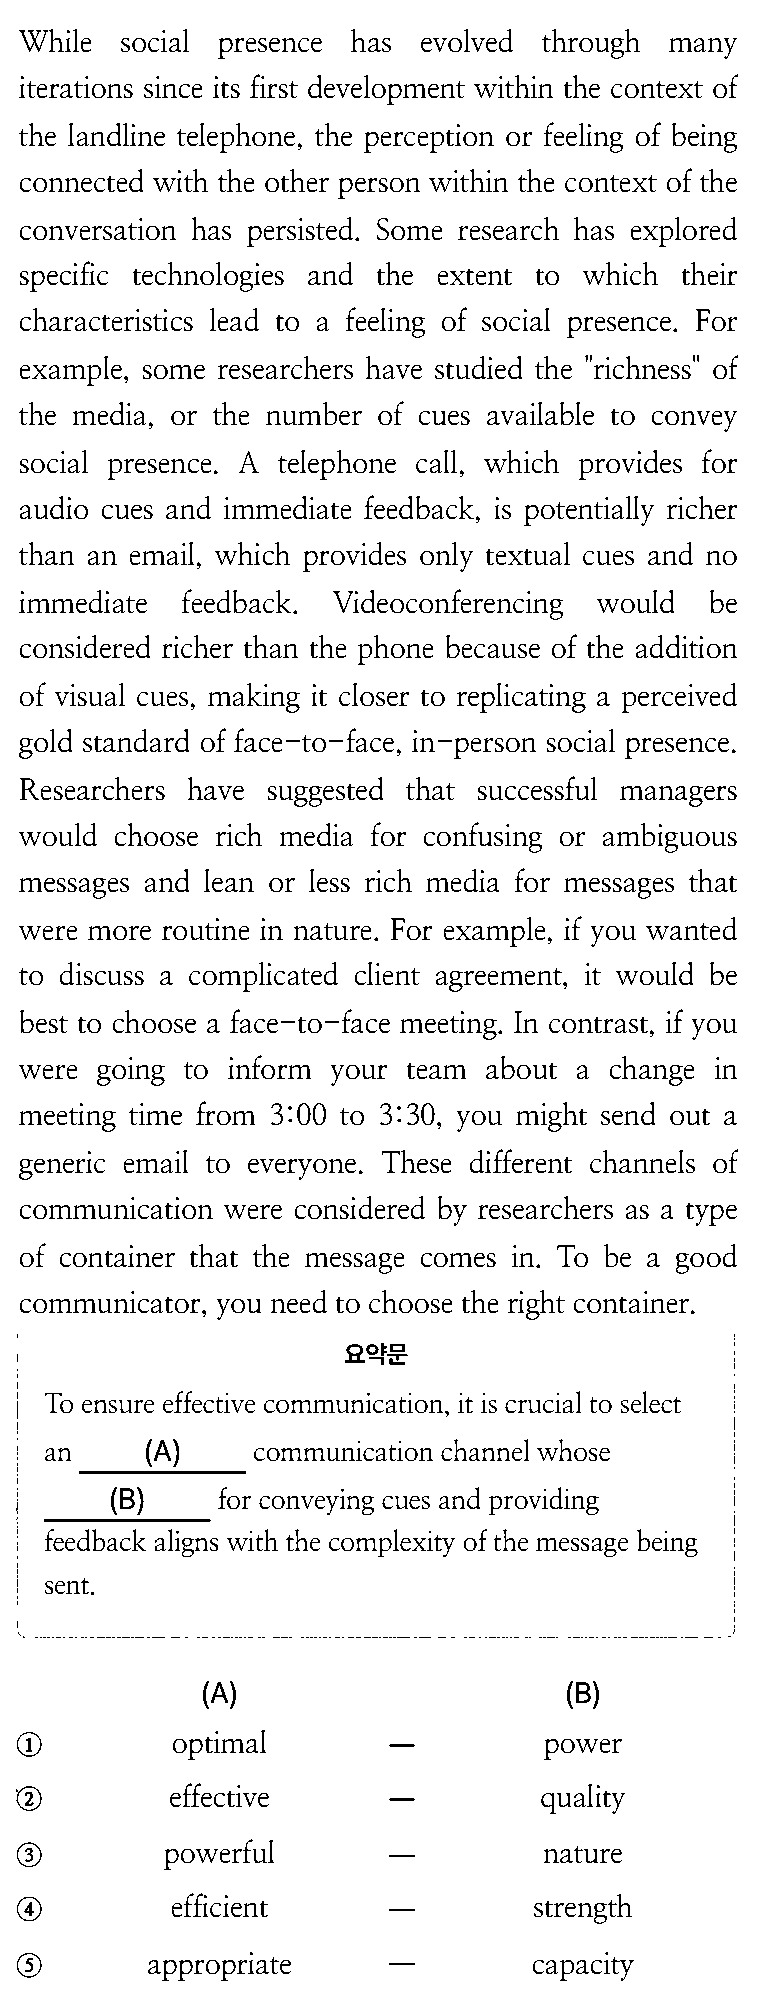 While social presence has evolved through many
iterations since its first development within the context of
the landline telephone, the perception or feeling of being
connected with the other person within the context of the
conversation has persisted. Some research has explored
specific technologies and the extent to which their
characteristics lead to a feeling of social presence. For
example, some researchers have studied the "richness" of
the media, or the number of cues available to convey
social presence. A telephone call, which provides for
audio cues and immediate feedback, is potentially richer
than an email, which provides only textual cues and no
immediate feedback. Videoconferencing would be
considered richer than the phone because of the addition
of visual cues, making it closer to replicating a perceived
gold standard of face-to-face, in-person social presence.
Researchers have suggested that successful managers
would choose rich media for confusing or ambiguous
messages and lean or less rich media for messages that
were more routine in nature. For example, if you wanted
to discuss a complicated client agreement, it would be
best to choose a face-to-face meeting. In contrast, if you
were going to inform your team about a change in
meeting time from 3:00 to 3:30, you might send out a
generic email to everyone. These different channels of
communication were considered by researchers as a type
of container that the message comes in. To be a good
communicator, you need to choose the right container.
요약문
To ensure effective communication, it is crucial to select
an (A) communication channel whose
(B) for conveying cues and providing
feedback aligns with the complexity of the message being
sent.
(A) (B)
① optimal — power
② effective — quality
③ powerful — nature
④ efficient — strength
⑤ appropriate — capacity